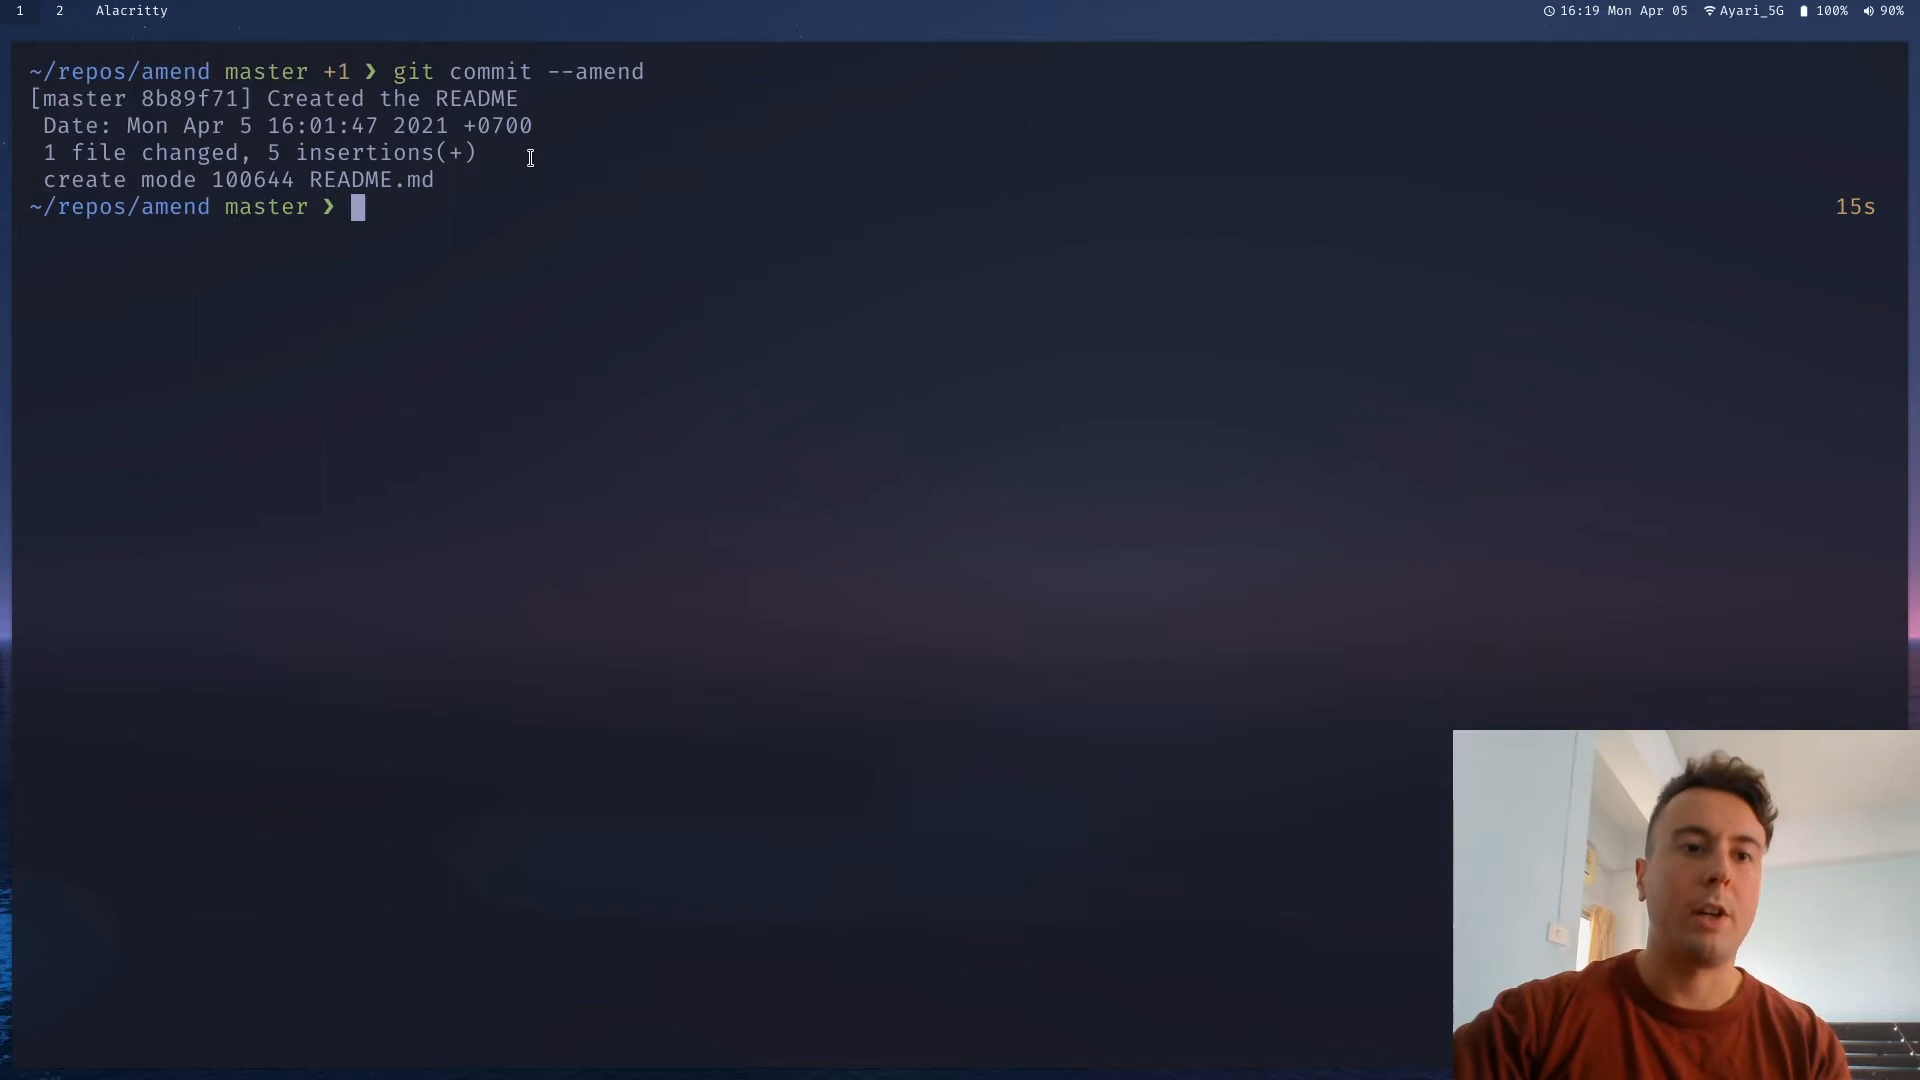 1 2 Alacritty 16:19 Mon Apr 05 Ayari_5G 100% 90%
~/repos/amend master +1 ❯ git commit --amend
[master 8b89f71] Created the README
Date: Mon Apr 5 16:01:47 2021 +0700
1 file changed, 5 insertions(+)
create mode 100644 README.md
~/repos/amend master ❯ 15s